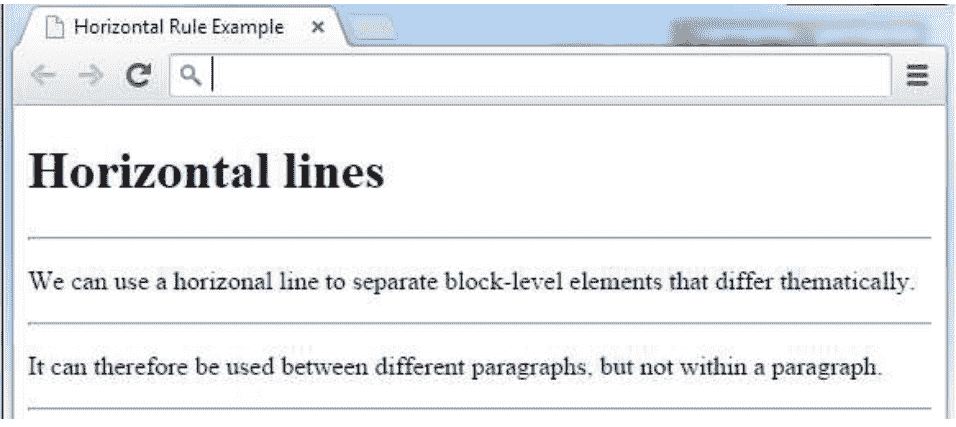 Horizontal Rule Example
Horizontal lines
We can use a horizonal line to separate block-level elements that differ thematically.
It can therefore be used between different paragraphs, but not within a paragraph.